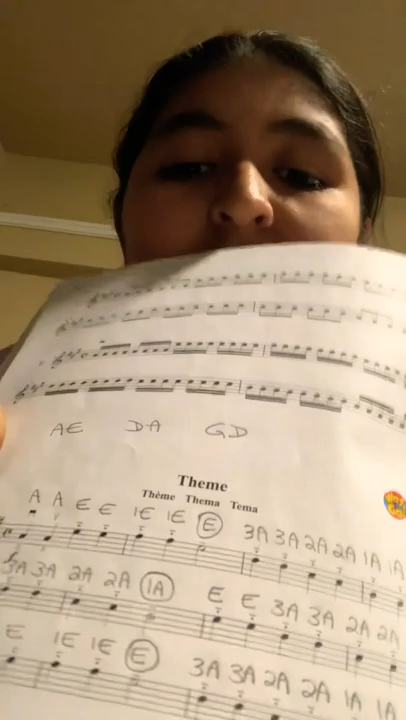 AE DA GD
Theme
Thème Thema Tema
A A E E 1E 1E E 3A 3A 2A 2A 1A 1A
3A 3A 2A 2A 1A E E 3A 3A 2A 2A
E 1E 1E E 3A 3A 2A 2A 1A 1A